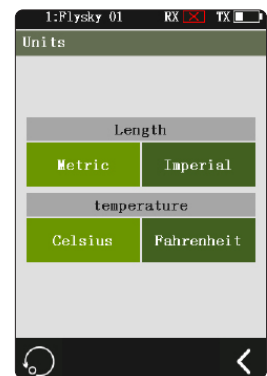 1:Flysky 01 RX TX
Units
Length
Metric Imperial
temperature
Celsius Fahrenheit